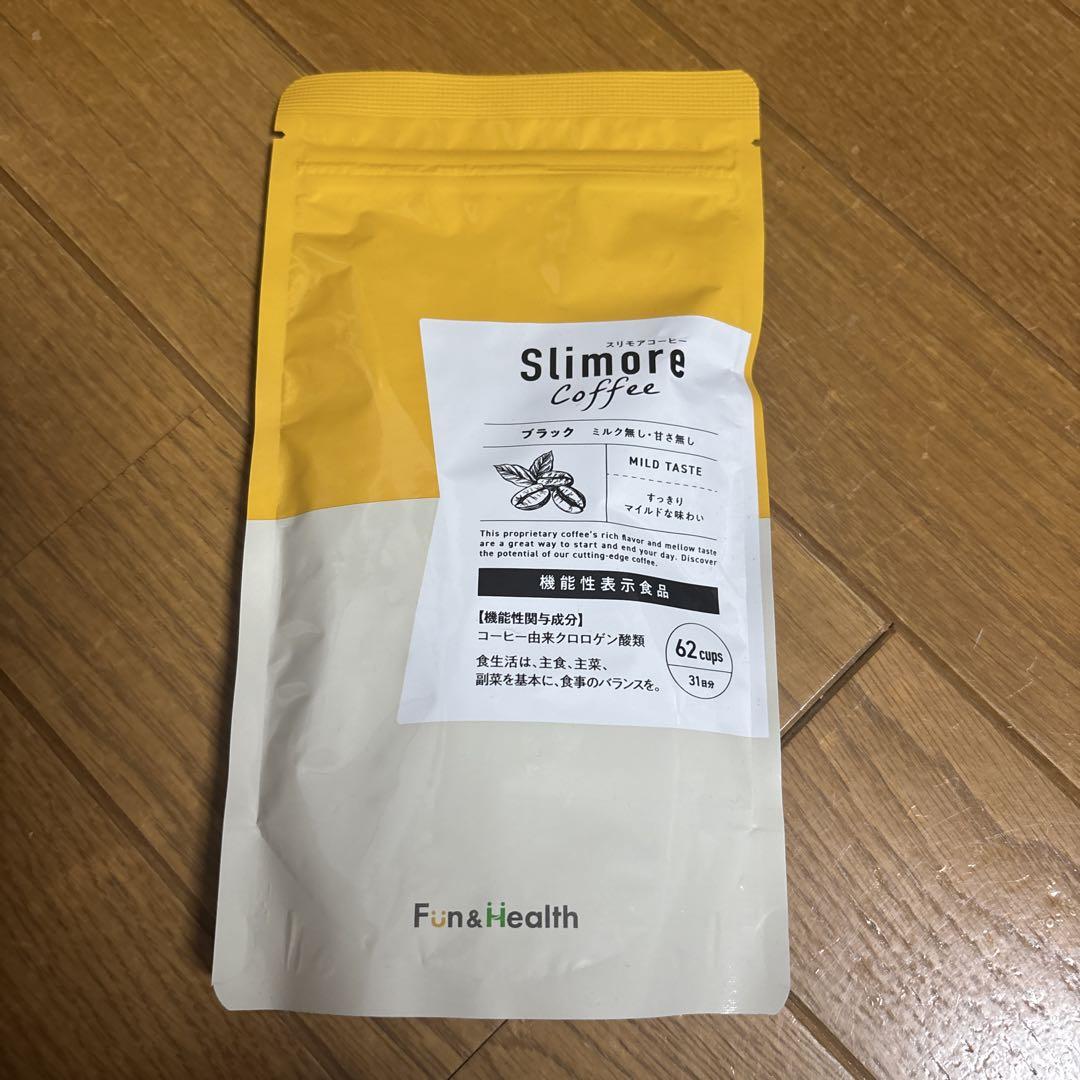 スリモアコーヒー
Slimore
Coffee
ブラック ミルク無し・甘さ無し
MILD TASTE
すっきり
マイルドな味わい
This proprietary coffee's rich flavor and mellow taste
are a great way to start and end your day. Discover
the potential of our cutting-edge coffee.
機能性表示食品
【機能性関与成分】
コーヒー由来クロロゲン酸類
食生活は、主食、主菜、
副菜を基本に、食事のバランスを。
62 cups
31日分
Fun&Health